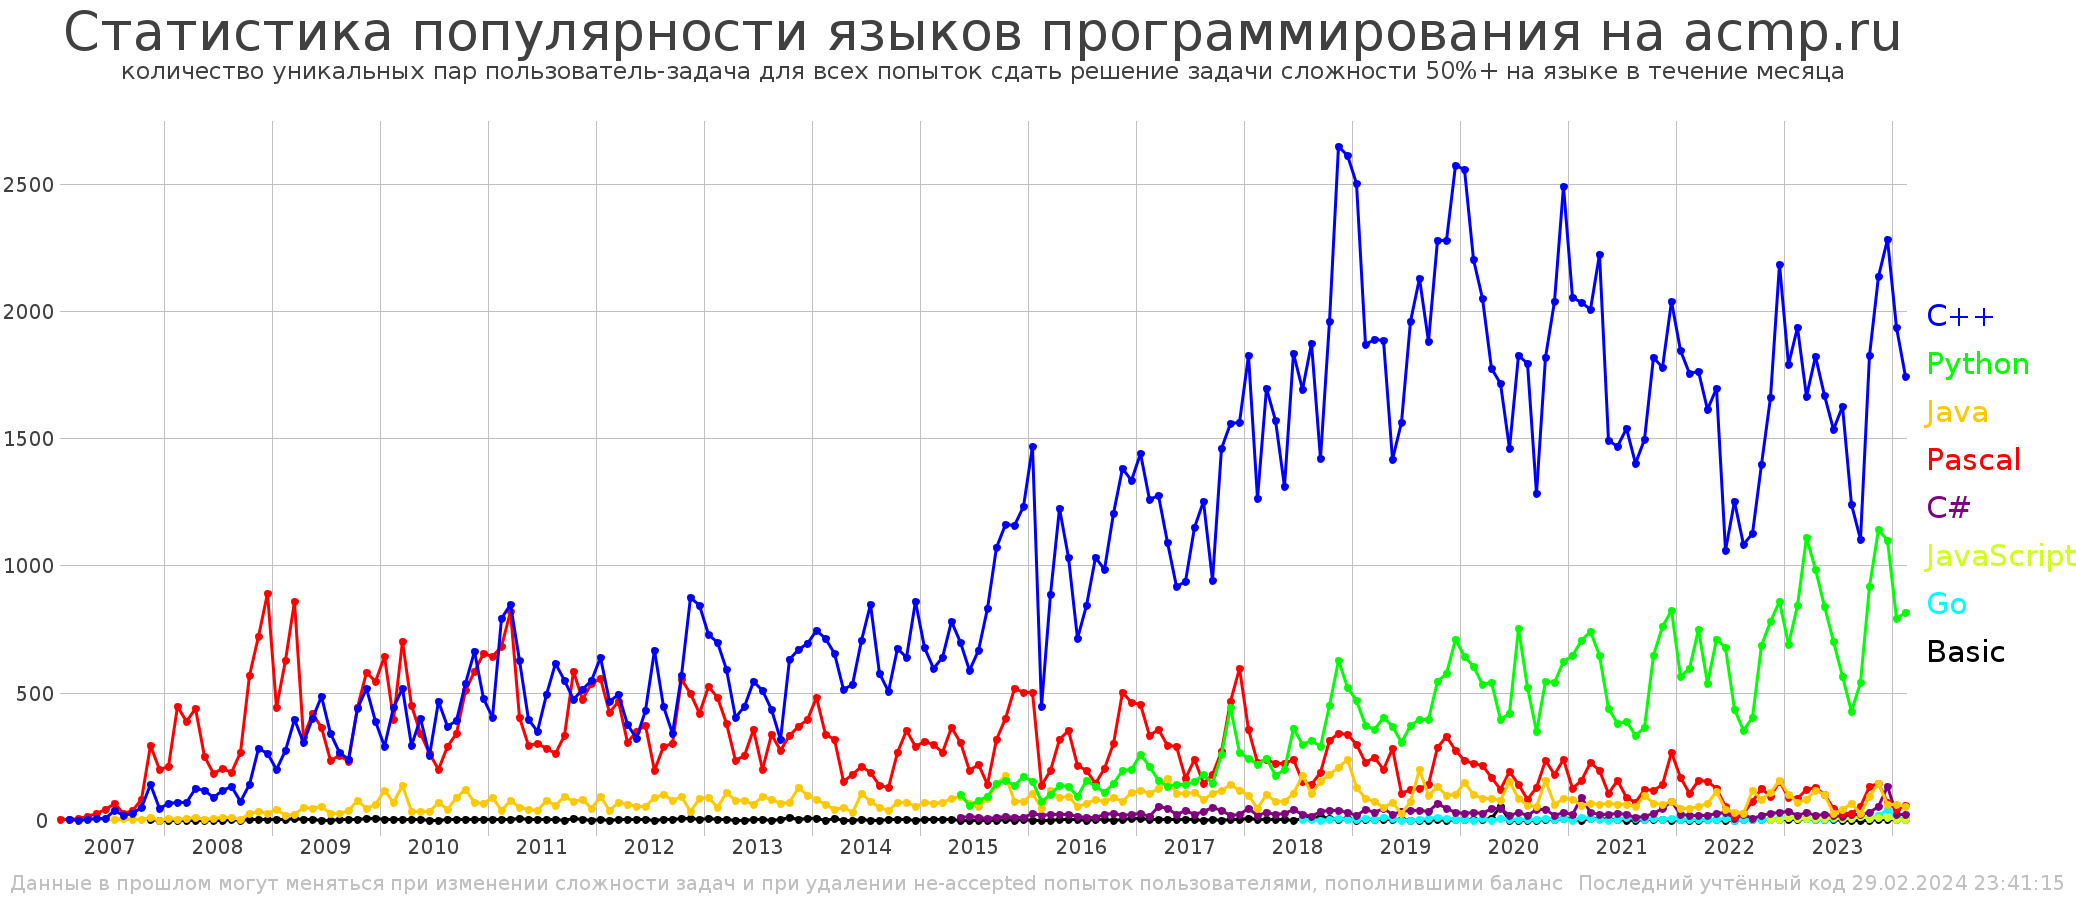 Статистика популярности языков программирования на acmp.ru
количество уникальных пар пользователь-задача для всех попыток сдать решение задачи сложности 50%+ на языке в течение месяца
2500
2000
1500
1000
500
0
C++
Python
Java
Pascal
C#
JavaScript
Go
Basic
2007 2008 2009 2010 2011 2012 2013 2014 2015 2016 2017 2018 2019 2020 2021 2022 2023
Данные в прошлом могут меняться при изменении сложности задач и при удалении не-accepted попыток пользователями, пополнившими баланс Последний учтённый код 29.02.2024 23:41:15